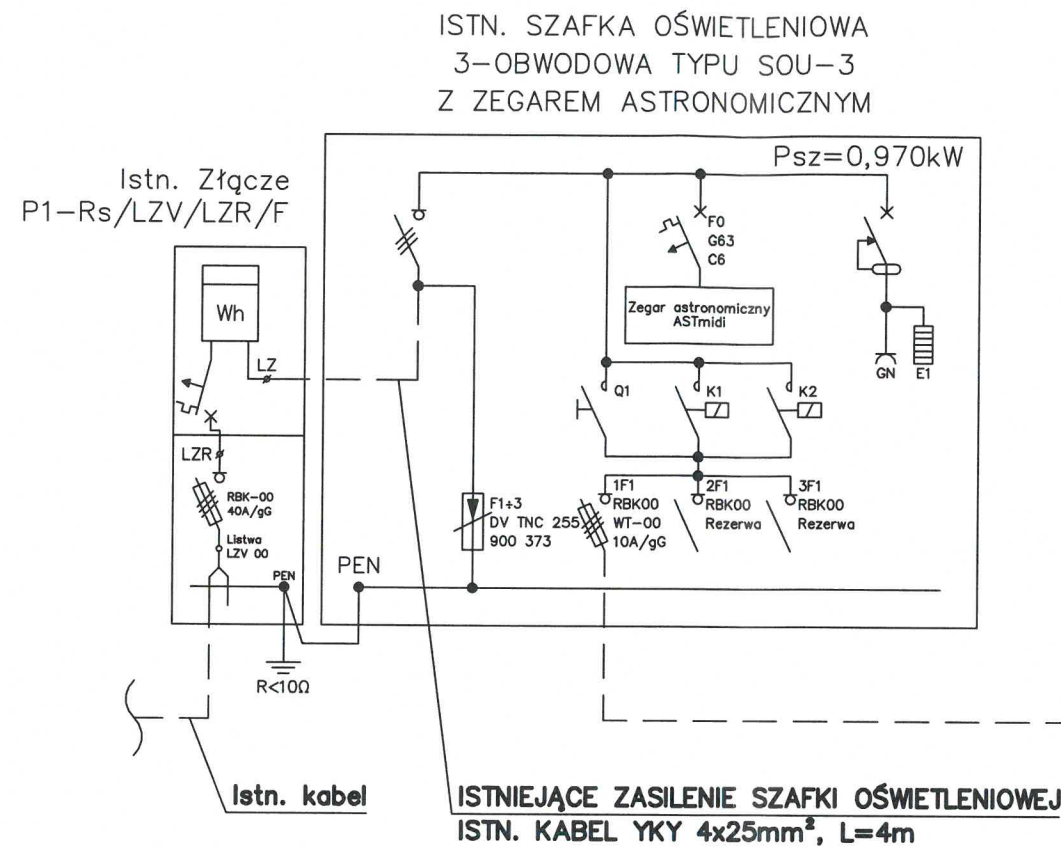 ISTN. SZAFKA OŚWIETLENIOWA
3-OBWODOWA TYPU SOU-3
Z ZEGAREM ASTRONOMICZNYM
Psz=0,970kW
Istn. Złącze
P1-Rs/LZV/LZR/F
Wh
LZ
LZR
RBK-00
40A/gG
Listwa
LZV 00
PEN
R<10Ω
PEN
F0
G63
C6
Zegar astronomiczny
ASTmidi
GN
E1
Q1
K1
K2
F1÷3
DV TNC 255
900 373
1F1
RBK00
WT-00
10A/gG
2F1
RBK00
Rezerwa
3F1
RBK00
Rezerwa
Istn. kabel
ISTNIEJĄCE ZASILENIE SZAFKI OŚWIETLENIOWEJ
ISTN. KABEL YKY 4x25mm², L=4m